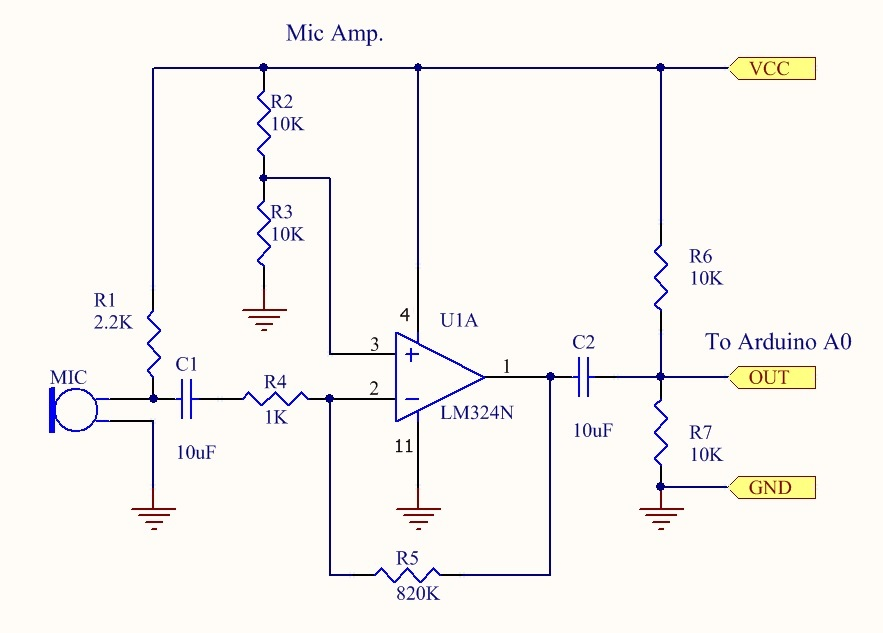 Mic Amp.
VCC
R2
10K
R3
10K
R6
10K
R1
2.2K
4
U1A
3
+
C2
To Arduino A0
C1
1
MIC
R4
2
−
OUT
1K
LM324N
10uF
R7
10K
11
10uF
GND
R5
820K